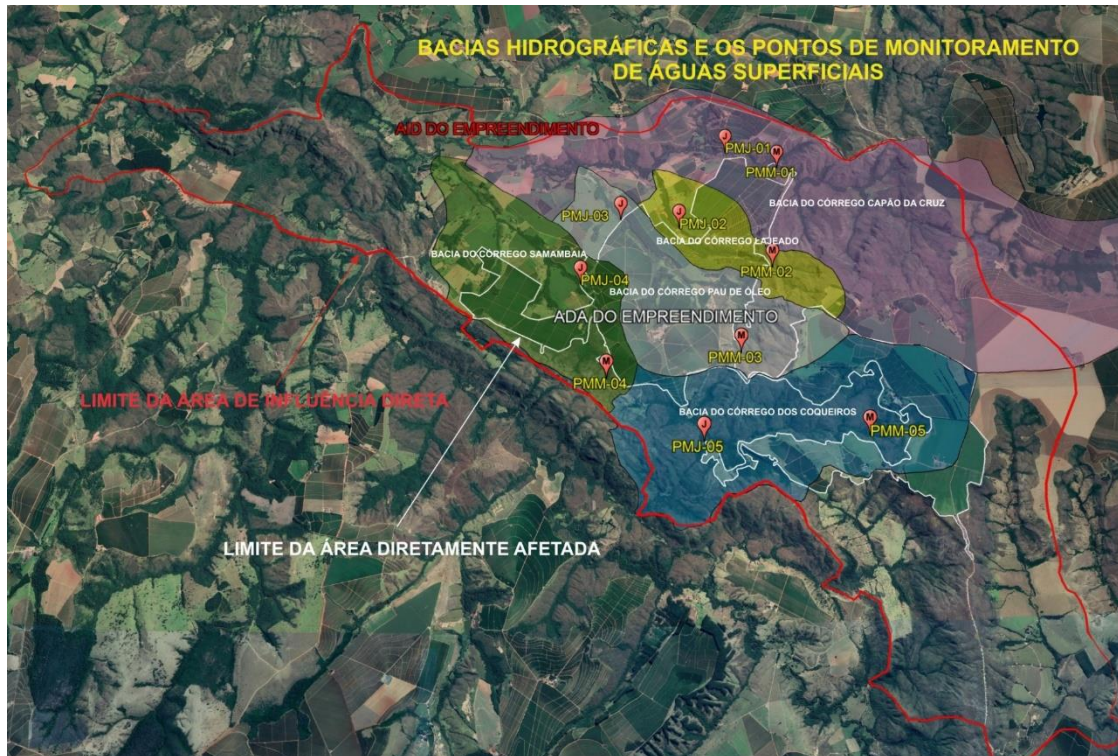 BACIAS HIDROGRÁFICAS E OS PONTOS DE MONITORAMENTO
DE ÁGUAS SUPERFICIAIS
AID DO EMPREENDIMENTO
J
PMJ-01
M
PMM-01
BACIA DO CÓRREGO CAPÃO DA CRUZ
J
PMJ-03
J
PMJ-02
BACIA DO CÓRREGO LAJEADO
M
PMM-02
BACIA DO CÓRREGO SAMAMBAIA
J
PMJ-04
BACIA DO CÓRREGO PAU DE ÓLEO
ADA DO EMPREENDIMENTO
M
PMM-03
M
PMM-04
LIMITE DA ÁREA DE INFLUÊNCIA DIRETA
BACIA DO CÓRREGO DOS COQUEIROS
J
PMJ-05
M
PMM-05
LIMITE DA ÁREA DIRETAMENTE AFETADA